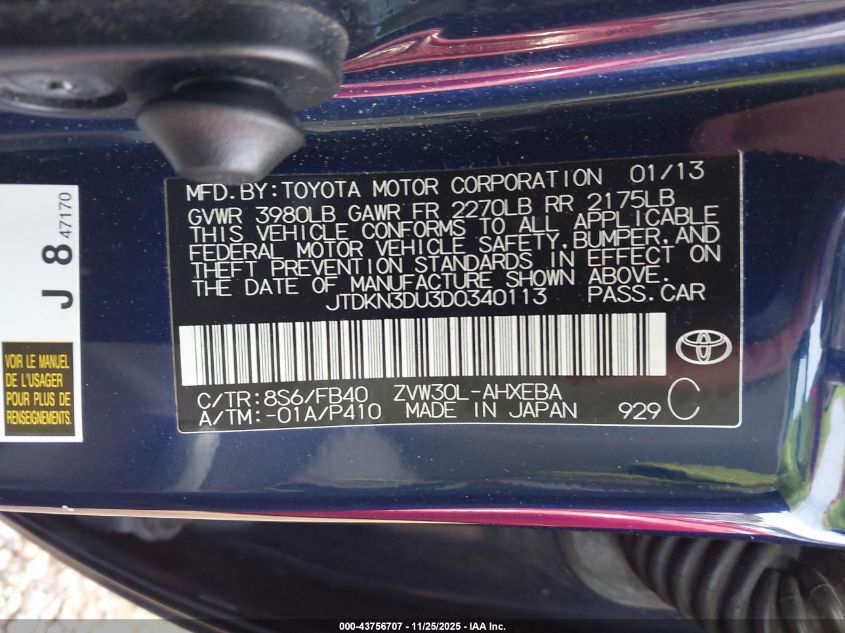 MFD.BY:TOYOTA MOTOR CORPORATION 01/13
GVWR 3980LB GAWR FR 2270LB RR 2175LB
THIS VEHICLE CONFORMS TO ALL APPLICABLE
FEDERAL MOTOR VEHICLE SAFETY,BUMPER,AND
THEFT PREVENTION STANDARDS IN EFFECT ON
THE DATE OF MANUFACTURE SHOWN ABOVE.
JTDKN3DU3D0340113 PASS.CAR
C/TR:8S6/FB40 ZVW30L-AHXEBA
A/TM:-01A/P410 MADE IN JAPAN 929 C
TOYOTA
J 8 47170
VOIR LE MANUEL
DE L'USAGER
POUR PLUS DE
RENSEIGNEMENTS.
000-43756707 - 11/25/2025 - IAA Inc.